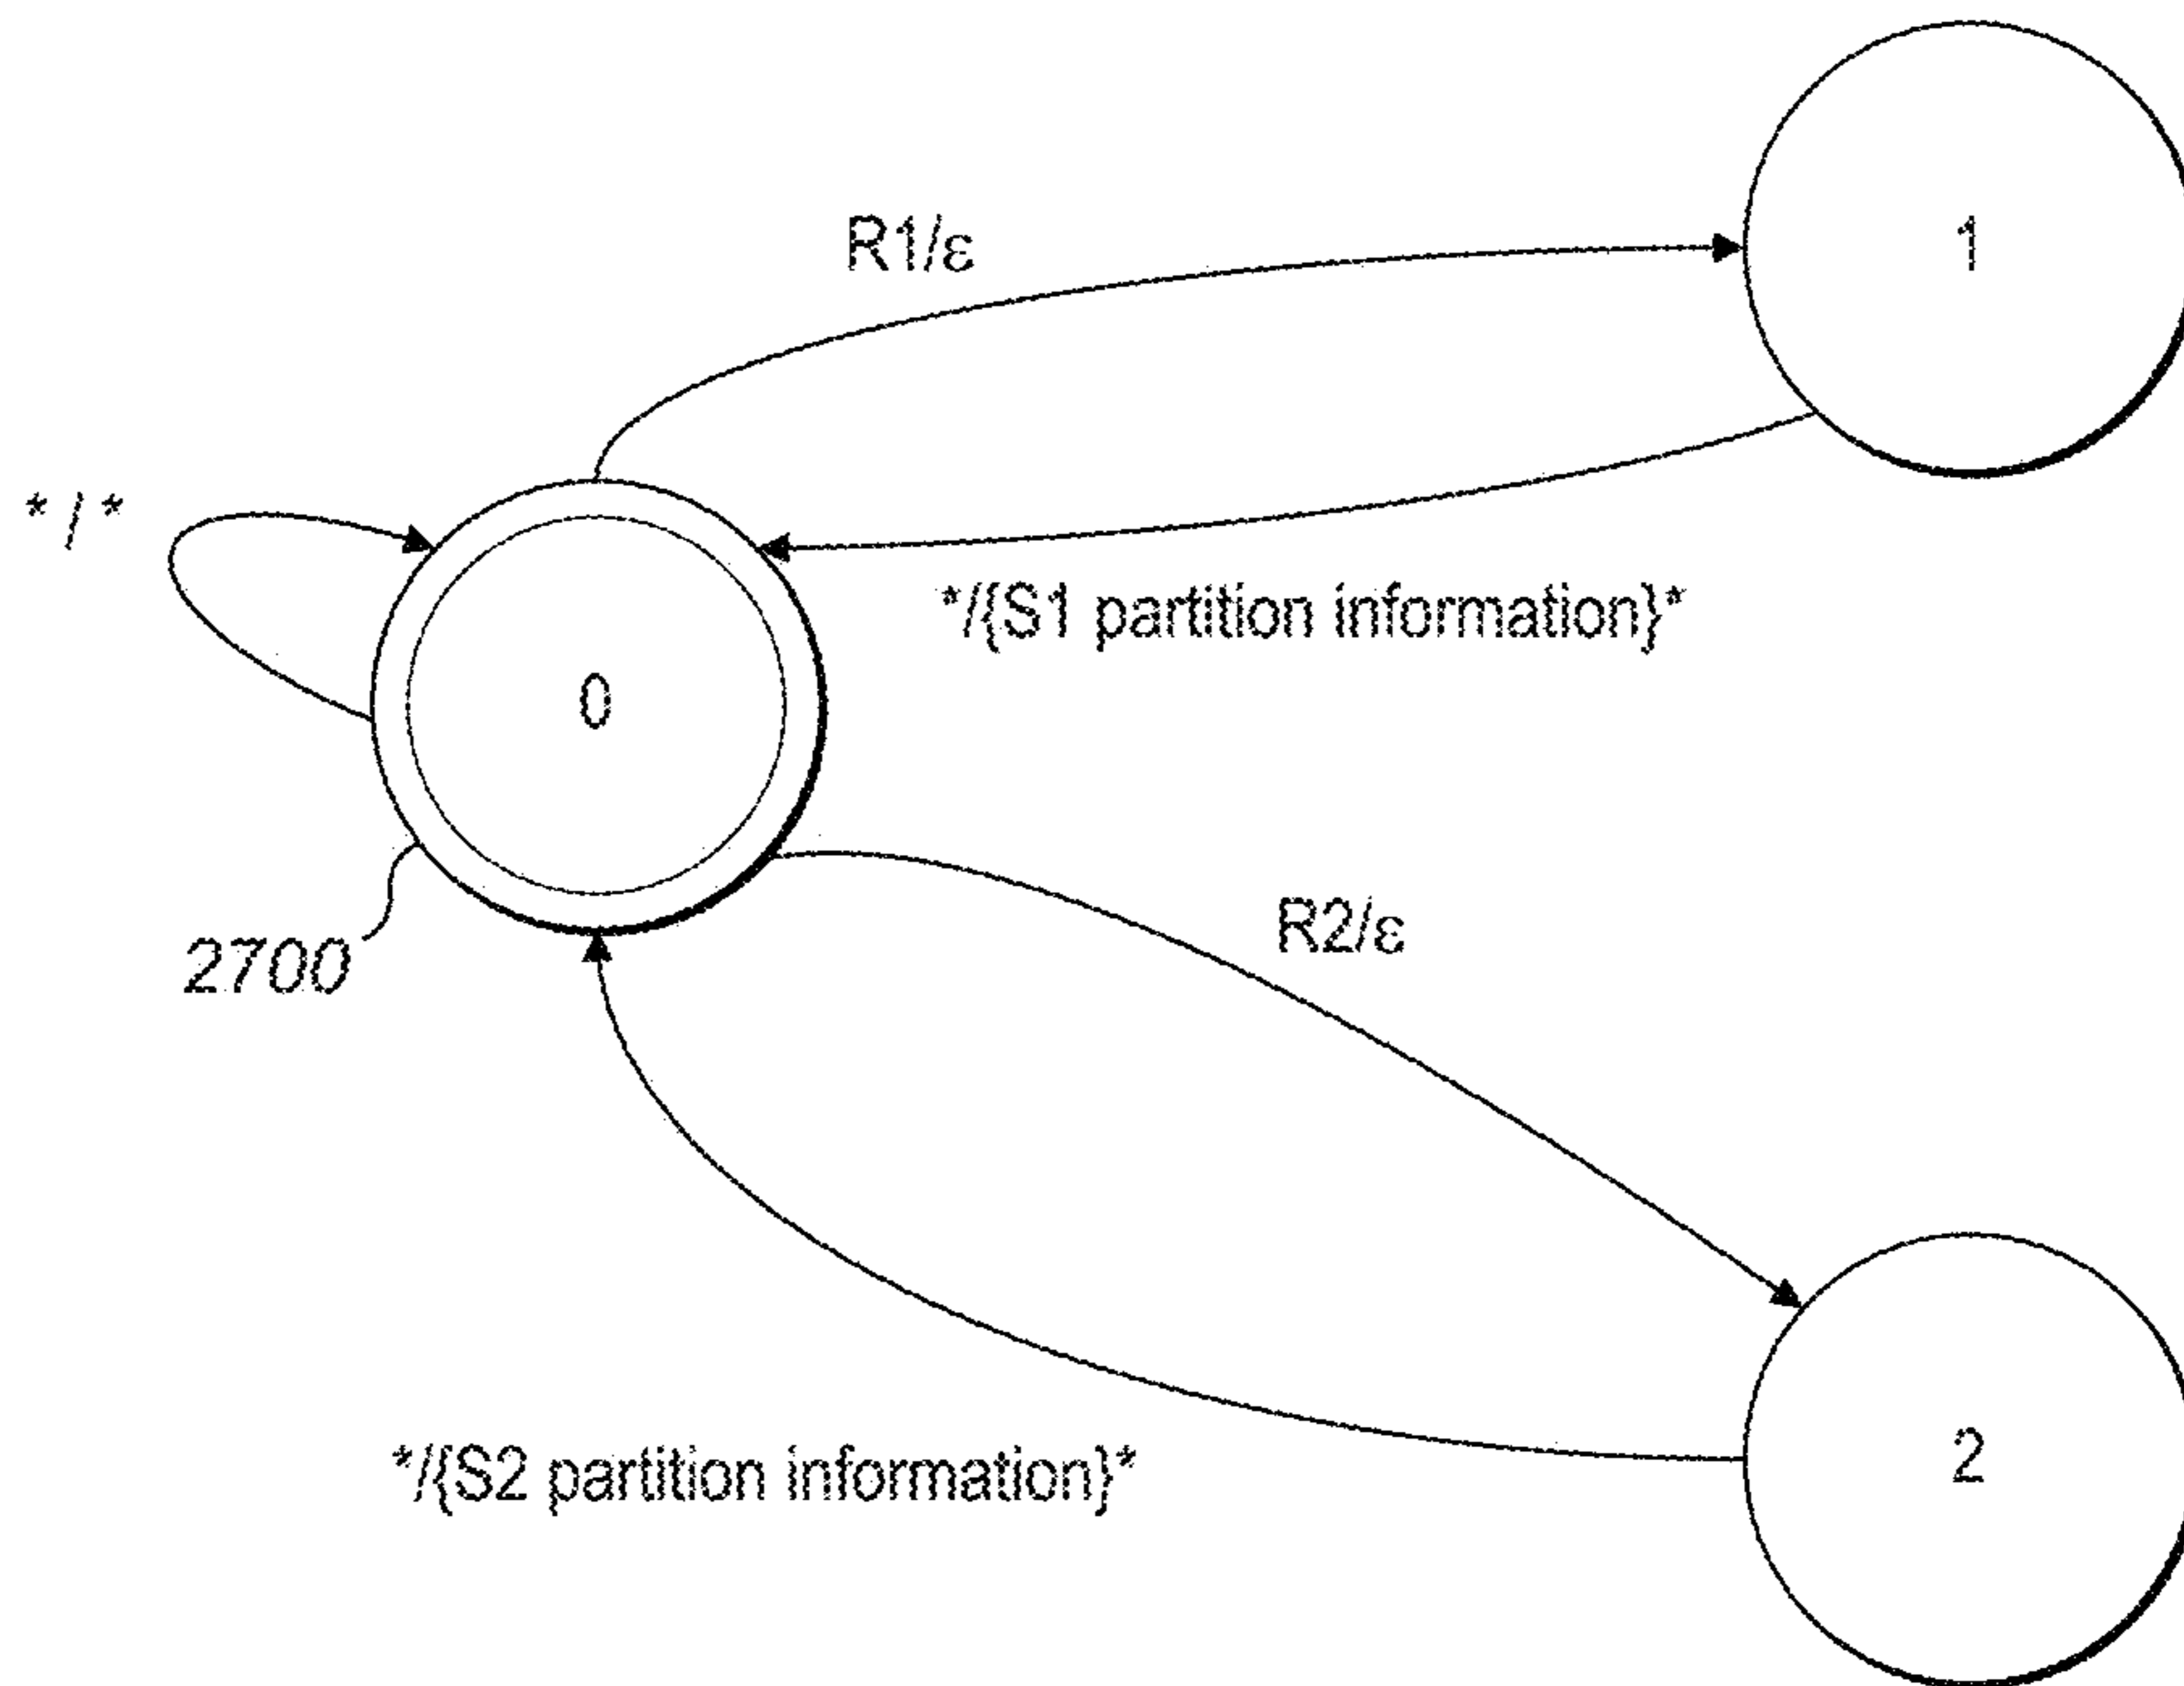 1
R1/ε
* / *
*/{S1 partition information}*
0
R2/ε
2700
*/{S2 partition information}*
2